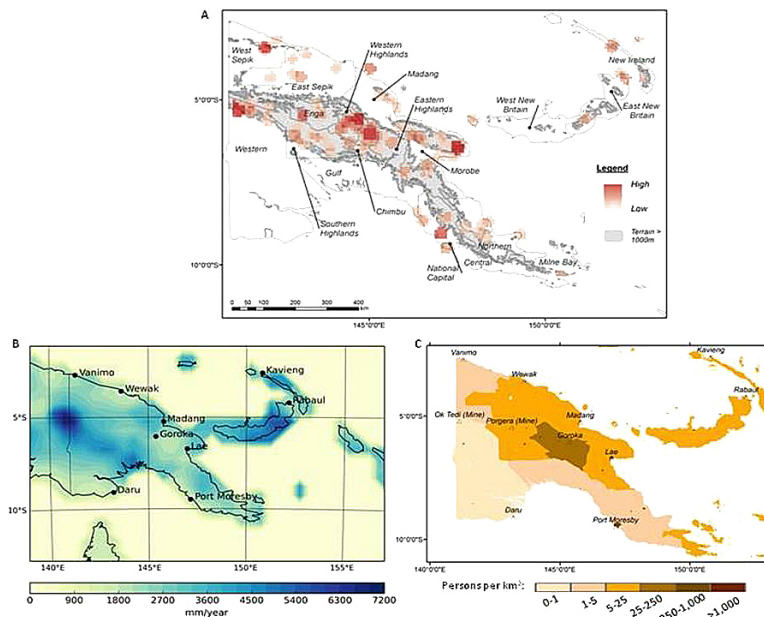 A
West
Sepik
Western
Highlands
Madang
New Ireland
5°0'0"S
East Sepik
Enga
Eastern
Highlands
West New
Britain
East New
Britain
Western
Gulf
Morobe
Legend
High
Low
Terrain >
1000m
Southern
Highlands
Chimbu
Northern
10°0'0"S
National
Capital
Central
Milne Bay
0 50 100 200 300 400
km
145°0'0"E
150°0'0"E
B
Vanimo
Wewak
Kavieng
Rabaul
5°S
Madang
Goroka
Lae
Daru
Port Moresby
10°S
140°E
145°E
150°E
155°E
0 900 1800 2700 3600 4500 5400 6300 7200
mm/year
C
Vanimo
Kavieng
Wewak
Rabaul
5°0'0"S
Ok Tedi (Mine)
Porgera (Mine)
Madang
Goroka
Lae
Daru
Port Moresby
10°0'0"S
140°0'0"E
145°0'0"E
150°0'0"E
Persons per km²:
0-1
1-5
5-25
25-250
250-1,000
>1,000